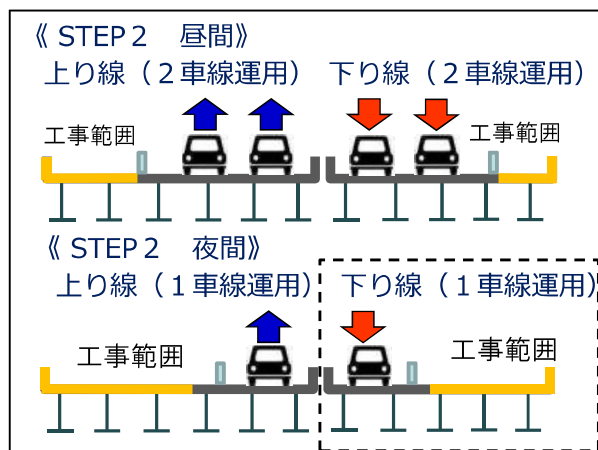 《 STEP2　昼間》
上り線（２車線運用）　下り線（２車線運用）
工事範囲　工事範囲
《 STEP2　夜間》
上り線（１車線運用）　下り線（１車線運用）
工事範囲　工事範囲